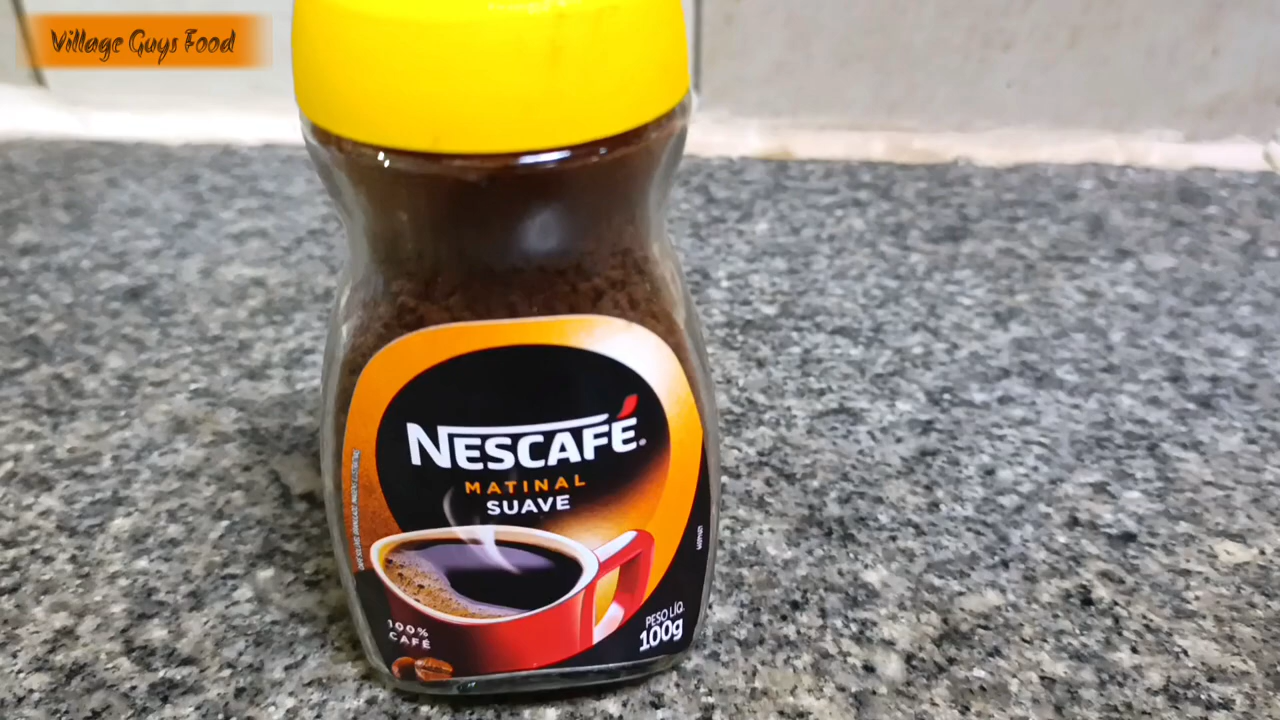 Village Guys Food
NESCAFÉ
MATINAL
SUAVE
100%
CAFÉ
PESO LÍQ.
100g